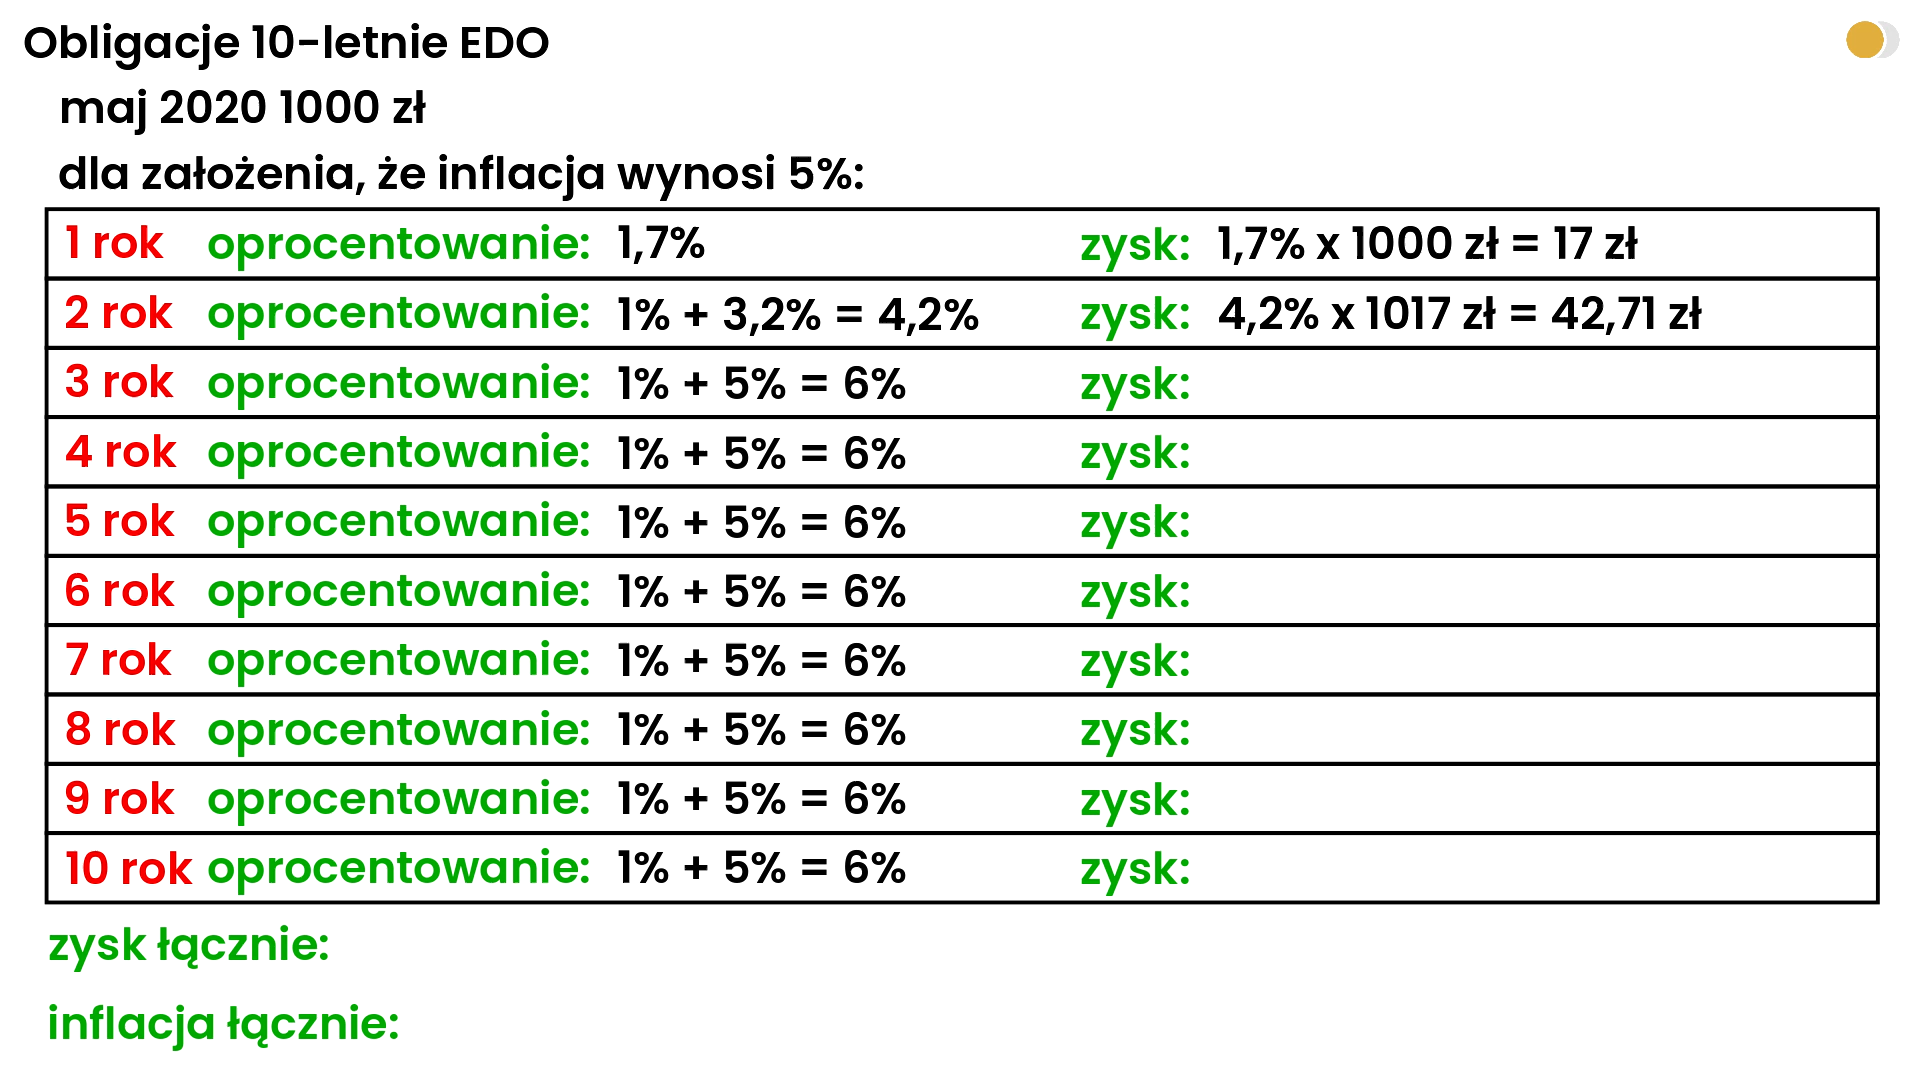 Obligacje 10-letnie EDO
maj 2020 1000 zł
dla założenia, że inflacja wynosi 5%:
1 rok oprocentowanie: 1,7% zysk: 1,7% x 1000 zł = 17 zł
2 rok oprocentowanie: 1% + 3,2% = 4,2% zysk: 4,2% x 1017 zł = 42,71 zł
3 rok oprocentowanie: 1% + 5% = 6% zysk:
4 rok oprocentowanie: 1% + 5% = 6% zysk:
5 rok oprocentowanie: 1% + 5% = 6% zysk:
6 rok oprocentowanie: 1% + 5% = 6% zysk:
7 rok oprocentowanie: 1% + 5% = 6% zysk:
8 rok oprocentowanie: 1% + 5% = 6% zysk:
9 rok oprocentowanie: 1% + 5% = 6% zysk:
10 rok oprocentowanie: 1% + 5% = 6% zysk:
zysk łącznie:
inflacja łącznie: